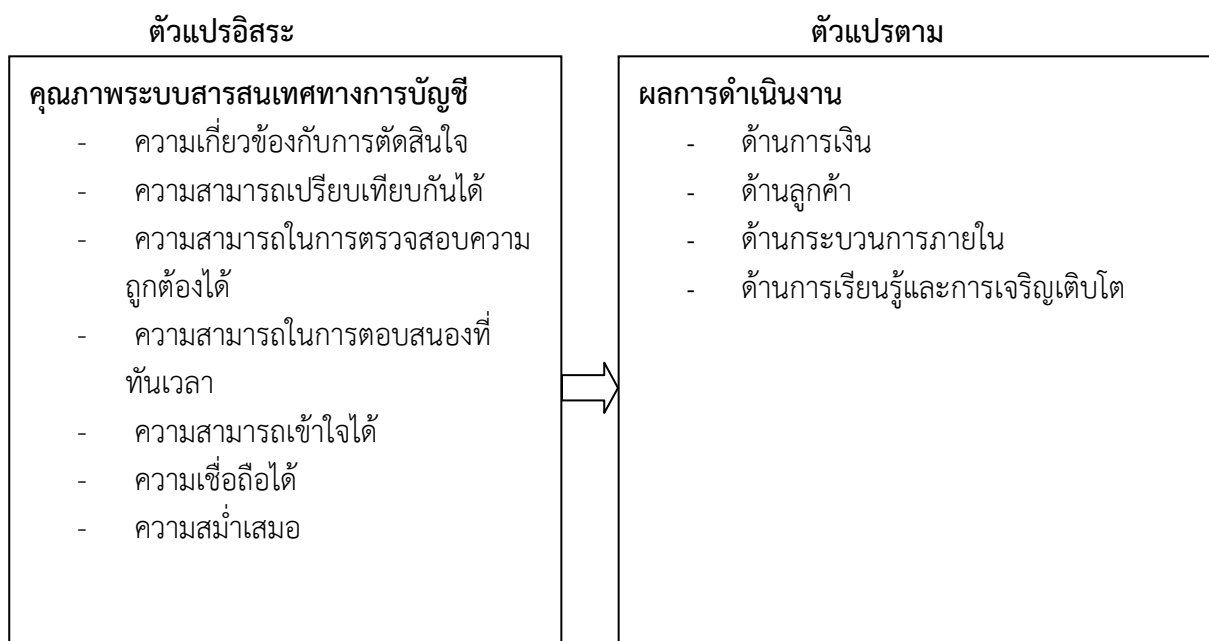 ตัวแปรอิสระ
ตัวแปรตาม
คุณภาพระบบสารสนเทศทางการบัญชี
- ความเกี่ยวข้องกับการตัดสินใจ
- ความสามารถเปรียบเทียบกันได้
- ความสามารถในการตรวจสอบความ
ถูกต้องได้
- ความสามารถในการตอบสนองที่
ทันเวลา
- ความสามารถเข้าใจได้
- ความเชื่อถือได้
- ความสม่ำเสมอ
ผลการดำเนินงาน
- ด้านการเงิน
- ด้านลูกค้า
- ด้านกระบวนการภายใน
- ด้านการเรียนรู้และการเจริญเติบโต